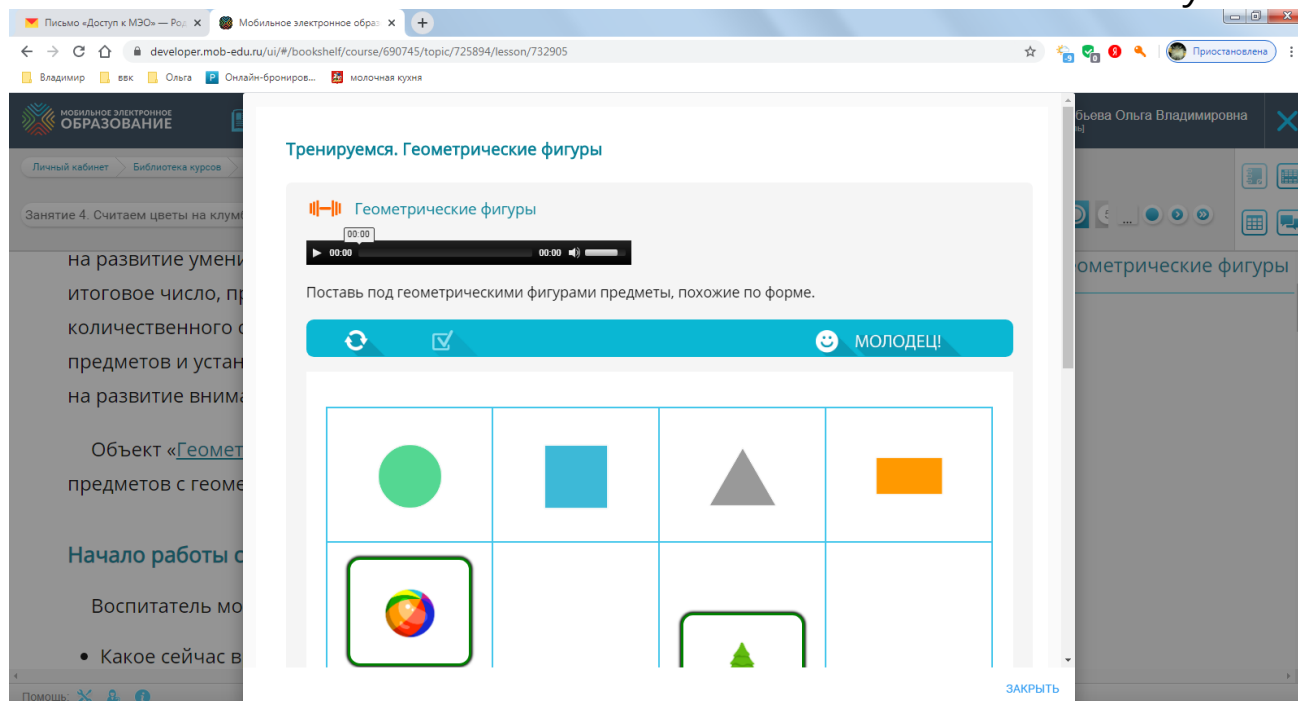 Письмо «Доступ к МЭО» — Род
Мобильное электронное образ
developer.mob-edu.ru/ui/#/bookshelf/course/690745/topic/725894/lesson/732905
Приостановлена
Владимир
ввк
Ольга
Онлайн-брониров...
молочная кухня
МОБИЛЬНОЕ ЭЛЕКТРОННОЕ
ОБРАЗОВАНИЕ
бьева Ольга Владимировна
Личный кабинет
Библиотека курсов
Занятие 4. Считаем цветы на клум
Тренируемся. Геометрические фигуры
Геометрические фигуры
00:00
00:00
00:00
Поставь под геометрическими фигурами предметы, похожие по форме.
МОЛОДЕЦ!
ометрические фигуры
на развитие умени
итоговое число, пр
количественного с
предметов и устан
на развитие внима
Объект «Геомет
предметов с геоме
Начало работы с
Воспитатель мо
• Какое сейчас в
ЗАКРЫТЬ
Помощь: